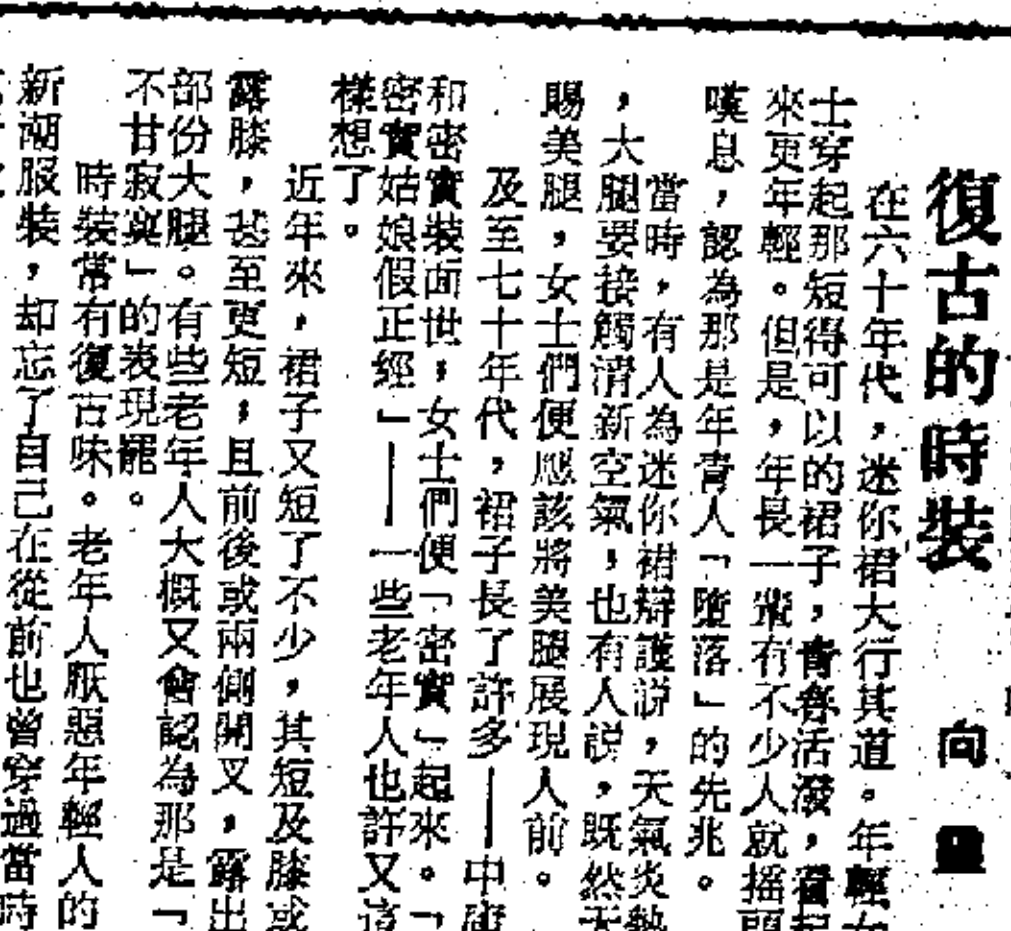 復古的時裝
向
在六十年代，迷你裙大行其道。年輕女
士穿起那短得可以的裙子，青春活潑，看起
來更年輕。但是，年長一輩有不少人就搖頭
嘆息，認為那是年青人「墮落」的先兆。
當時，有人為迷你裙辯護説，天氣炎熱
，大腿要接觸清新空氣，也有人説，既然天
賜美腿，女士們便應該將美腿展現人前。
及至七十年代，裙子長了許多——中
和密實裝面世，女士們便「密實」起來。「
密實姑娘假正經」——一些老年人也許又這
樣想了。
近年來，裙子又短了不少，其短及膝或
露膝，甚至更短，且前後或兩側開叉，露出
部份大腿。有些老年人大概又會認為那是「
不甘寂寞」的表現罷。
時裝常有復古味。老年人厭惡年輕人的
新潮服裝，却忘了自己在從前也曾穿過當時